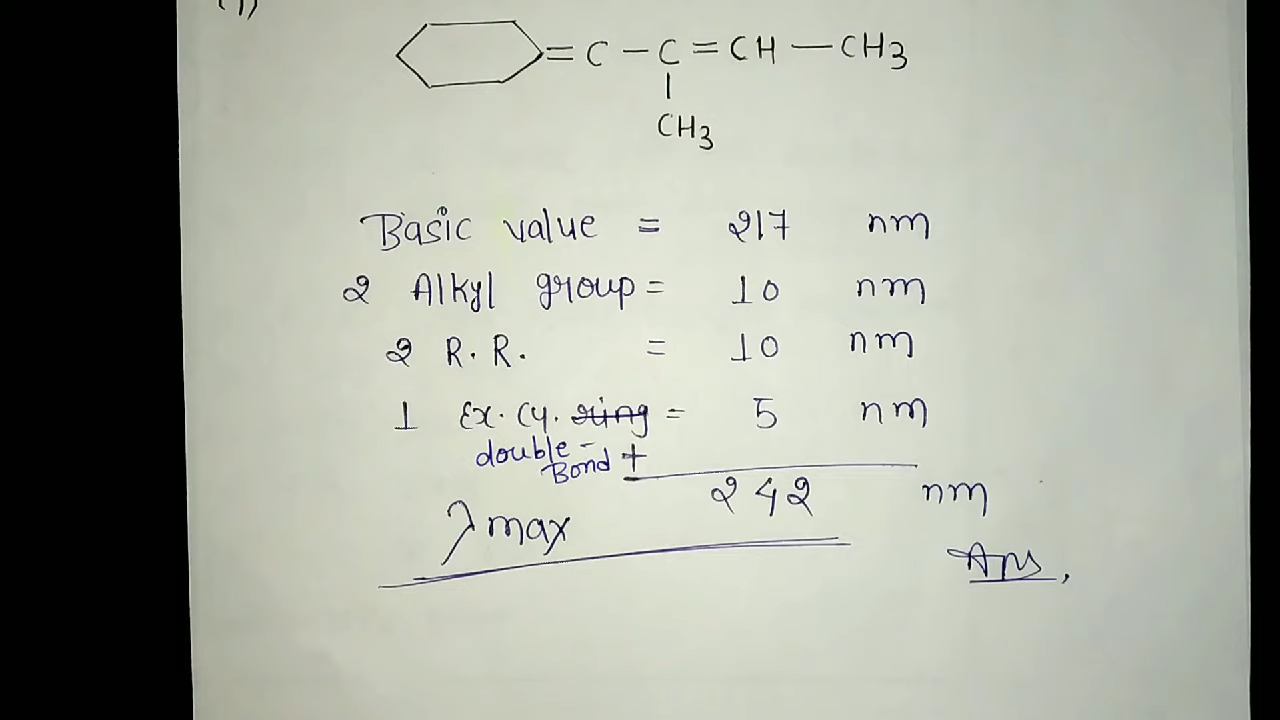 (1)
=C-C=CH-CH3
CH3
Basic value = 217 nm
2 Alkyl group = 10 nm
2 R.R. = 10 nm
1 Ex. Cy. ring = 5 nm
double-
Bond +
242 nm
λmax
Ans,